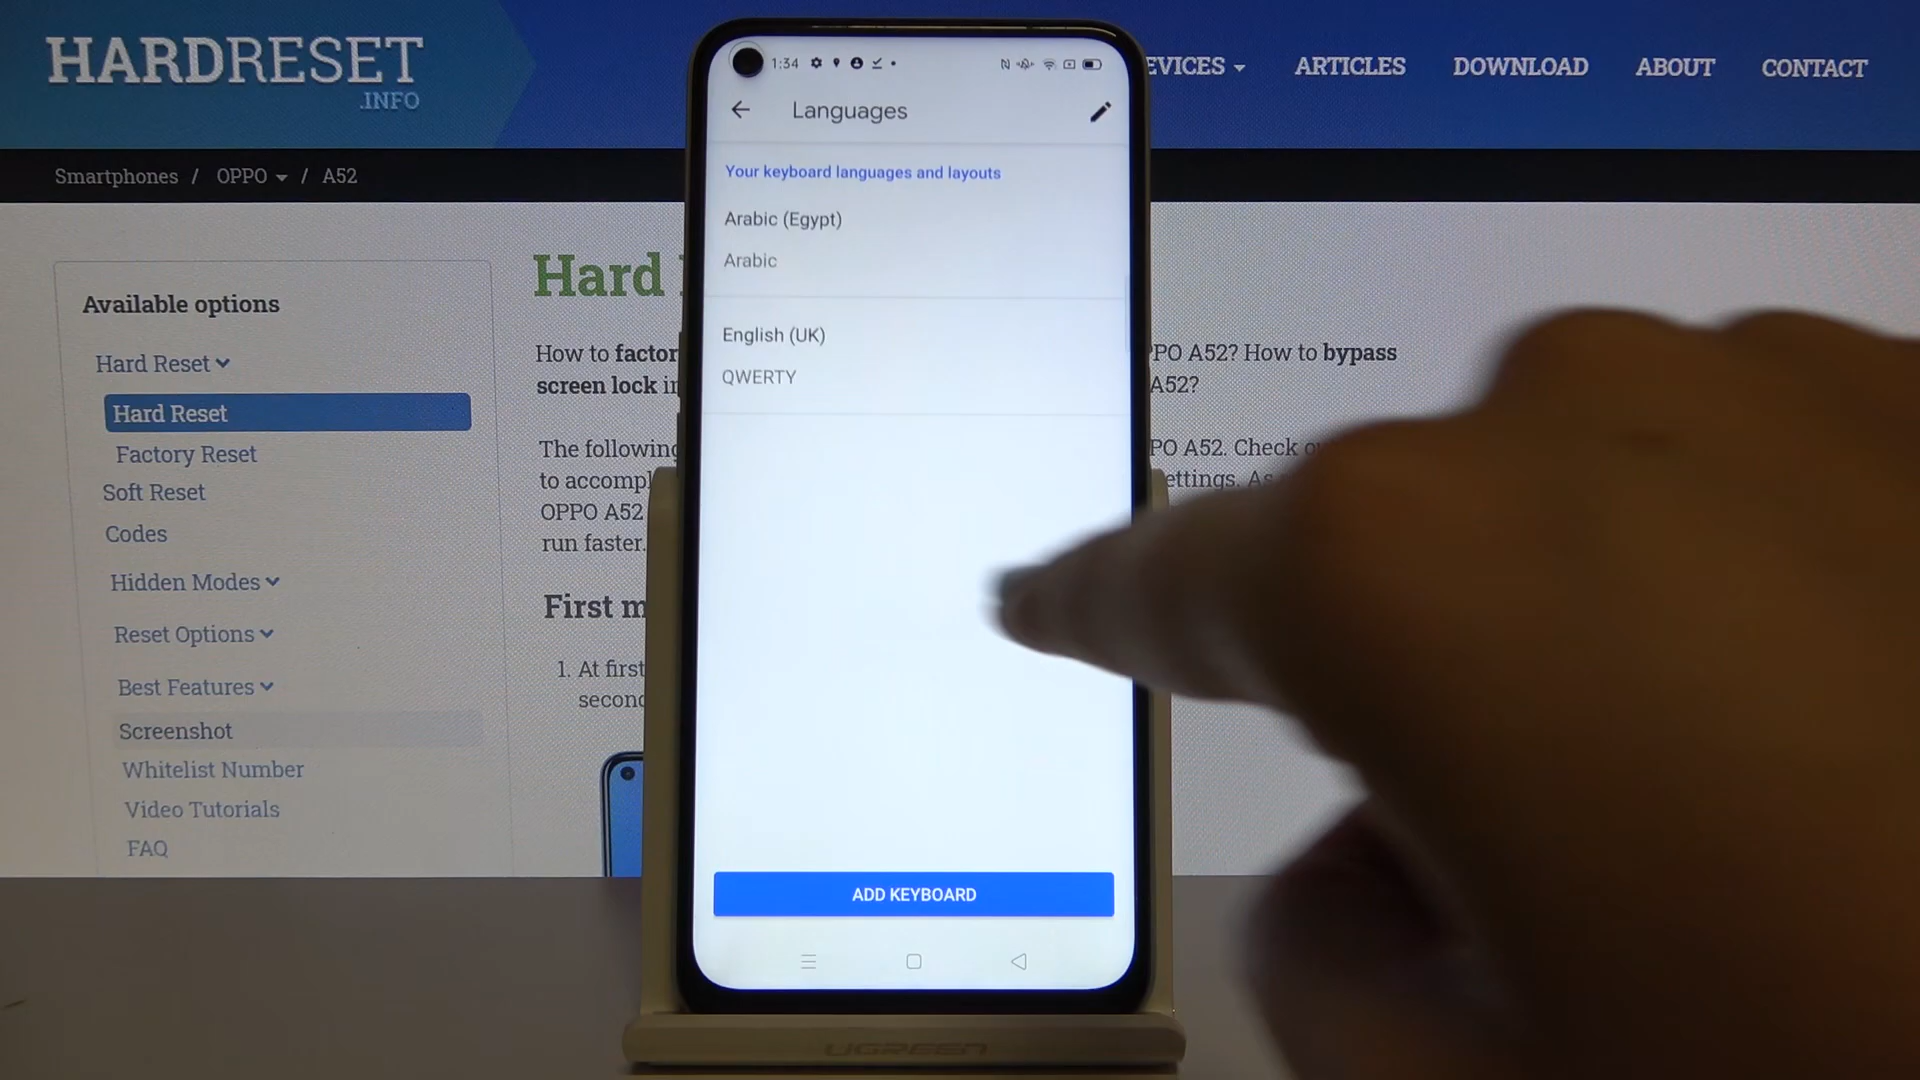 HARDRESET
.INFO
EVICES
ARTICLES
DOWNLOAD
ABOUT
CONTACT
Smartphones / OPPO / A52
Available options
Hard Reset
Hard Reset
Factory Reset
Soft Reset
Codes
Hidden Modes
Reset Options
Best Features
Screenshot
Whitelist Number
Video Tutorials
FAQ
Hard
How to factor
screen lock
PPO A52? How to bypass
A52?
The following
to accompl
OPPO A52
run faster.
PO A52. Check
ettings.
First m
1. At first
secon
1:34
Languages
Your keyboard languages and layouts
Arabic (Egypt)
Arabic
English (UK)
QWERTY
ADD KEYBOARD
UGREEN